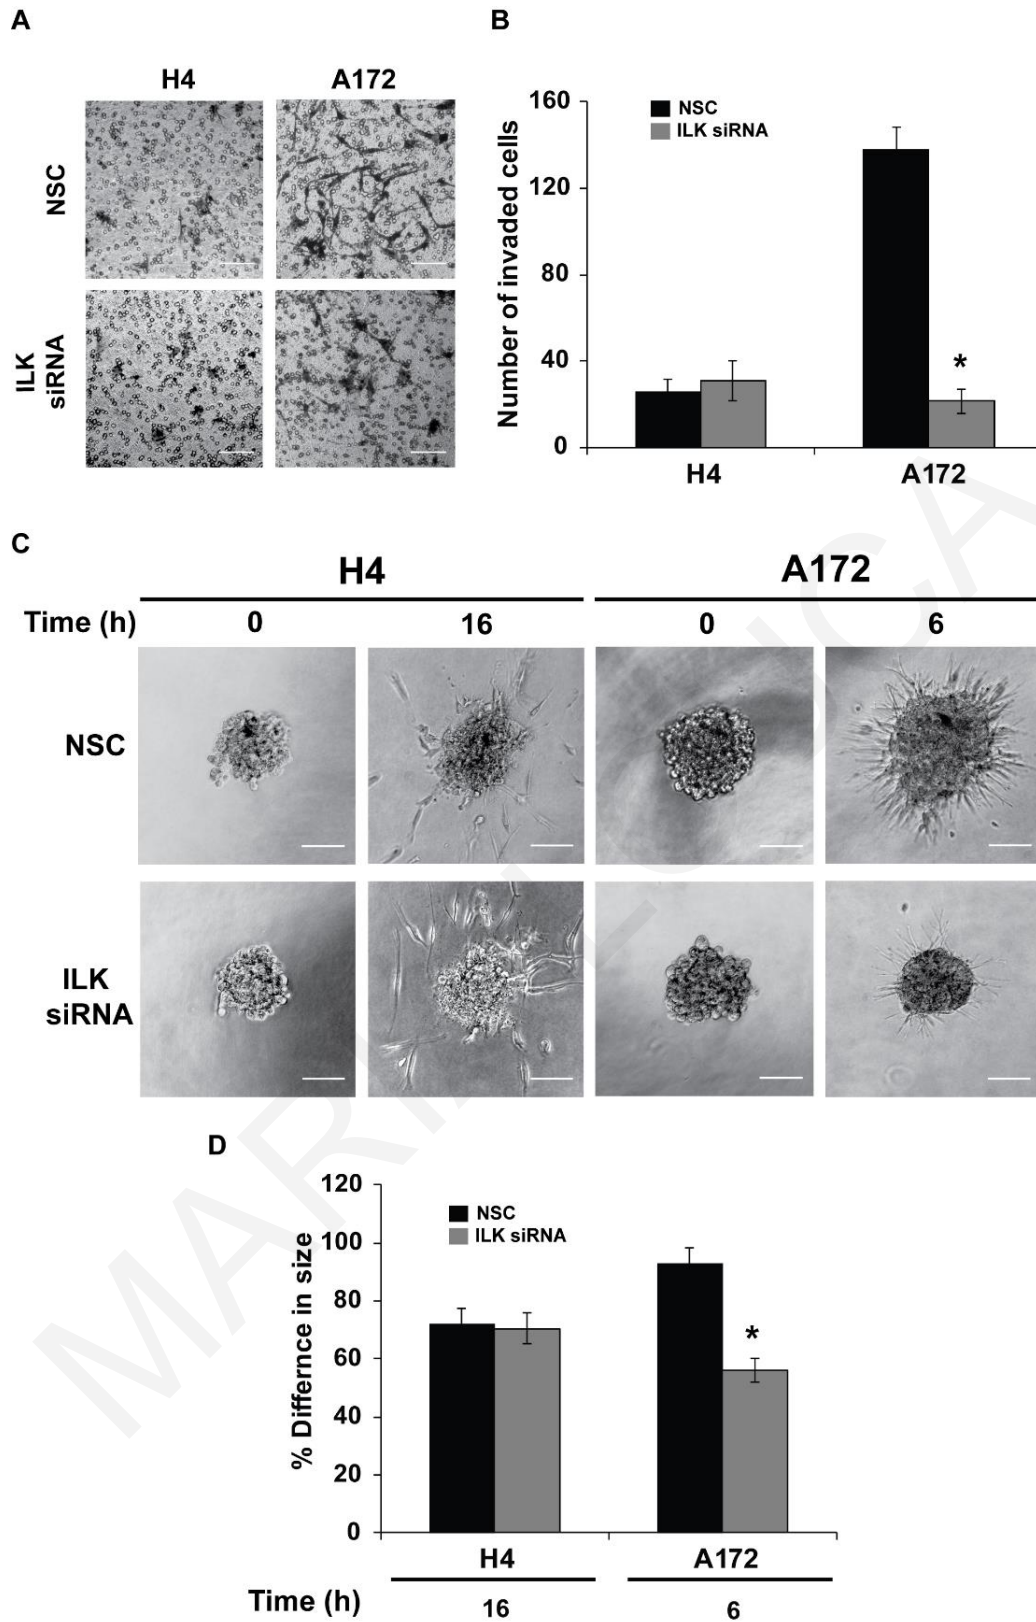 A
H4 A172
NSC
ILK
siRNA
B
160
120
80
40
0
Number of invaded cells
NSC
ILK siRNA
*
H4 A172
C
H4 A172
Time (h) 0 16 0 6
NSC
ILK
siRNA
D
120
100
80
60
40
20
0
% Differnce in size
NSC
ILK siRNA
*
H4 A172
Time (h) 16 6